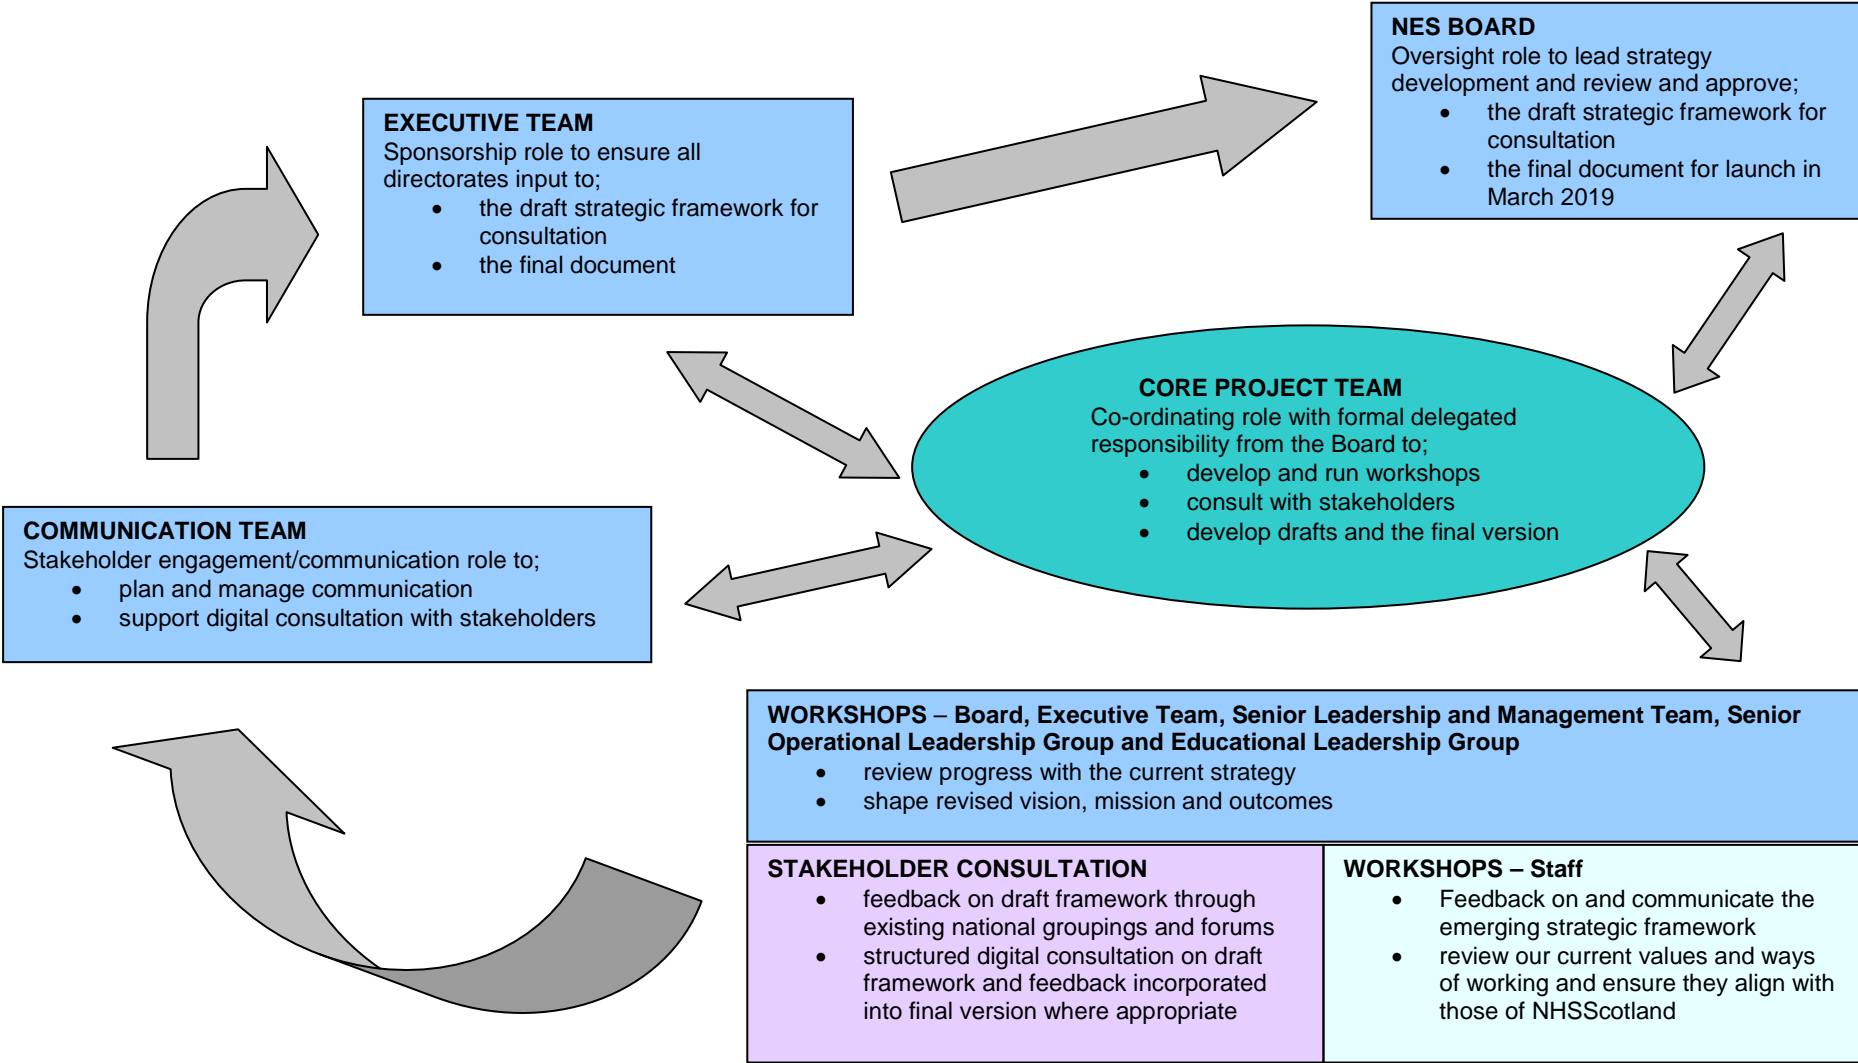 NES BOARD
Oversight role to lead strategy
development and review and approve;
• the draft strategic framework for
consultation
• the final document for launch in
March 2019
EXECUTIVE TEAM
Sponsorship role to ensure all
directorates input to;
• the draft strategic framework for
consultation
• the final document
CORE PROJECT TEAM
Co-ordinating role with formal delegated
responsibility from the Board to;
• develop and run workshops
• consult with stakeholders
• develop drafts and the final version
COMMUNICATION TEAM
Stakeholder engagement/communication role to;
• plan and manage communication
• support digital consultation with stakeholders
WORKSHOPS – Board, Executive Team, Senior Leadership and Management Team, Senior
Operational Leadership Group and Educational Leadership Group
• review progress with the current strategy
• shape revised vision, mission and outcomes
STAKEHOLDER CONSULTATION
• feedback on draft framework through
existing national groupings and forums
• structured digital consultation on draft
framework and feedback incorporated
into final version where appropriate
WORKSHOPS – Staff
• Feedback on and communicate the
emerging strategic framework
• review our current values and ways
of working and ensure they align with
those of NHSScotland